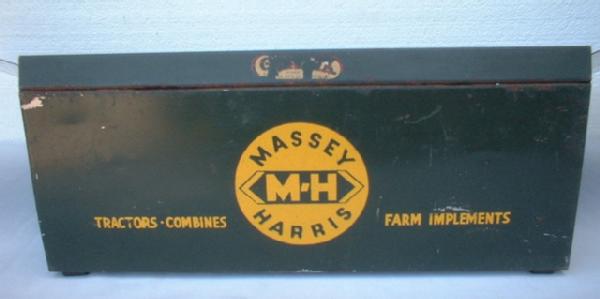 MASSEY
M-H
HARRIS
TRACTORS·COMBINES
FARM IMPLEMENTS